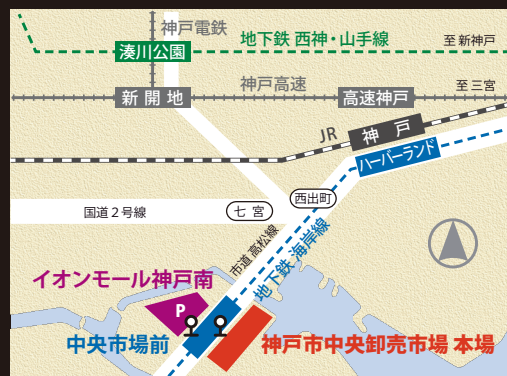 神戸電鉄
地下鉄 西神・山手線
至 新神戸
湊川公園
神戸高速
至 三宮
新開地
高速神戸
JR
神戸
ハーバーランド
西出町
七宮
国道2号線
市道 高松線
地下鉄 海岸線
イオンモール神戸南
P
中央市場前
神戸市中央卸売市場 本場